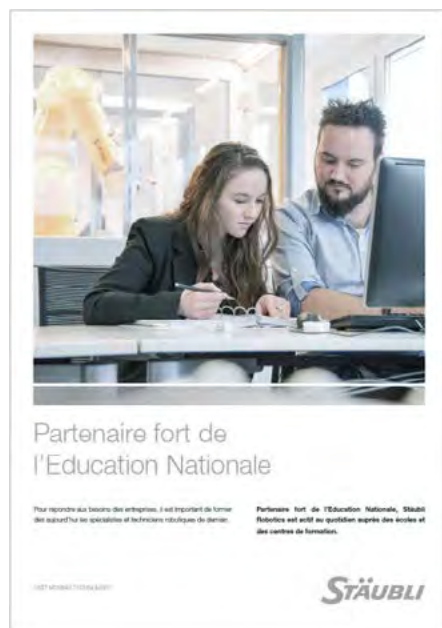 Partenaire fort de
l'Education Nationale
Pour repondre aux besoins des entreprises, il est important de former
des aujourd'hui les spécialistes et techniciens robotiques de demain.
Partenaire fort de l'Education Nationale, Stäubli
Robotics est actif au quotidien auprès des écoles et
des centres de formation.
STÄUBLI